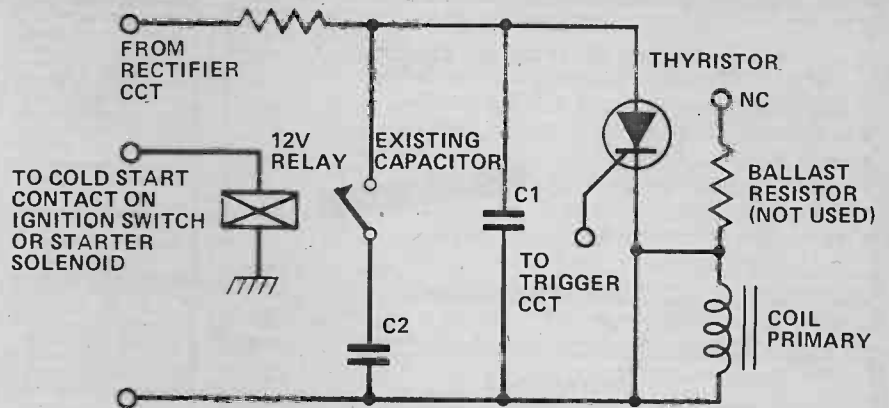 FROM
RECTIFIER
CCT
THYRISTOR
NC
12V
RELAY
EXISTING
CAPACITOR
TO COLD START
CONTACT ON
IGNITION SWITCH
OR STARTER
SOLENOID
C1
BALLAST
RESISTOR
(NOT USED)
TO
TRIGGER
CCT
C2
COIL
PRIMARY